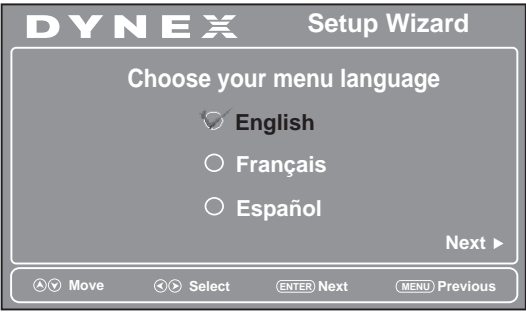 DYNEX Setup Wizard
Choose your menu language
English
Français
Español
Next
Move Select ENTER Next MENU Previous